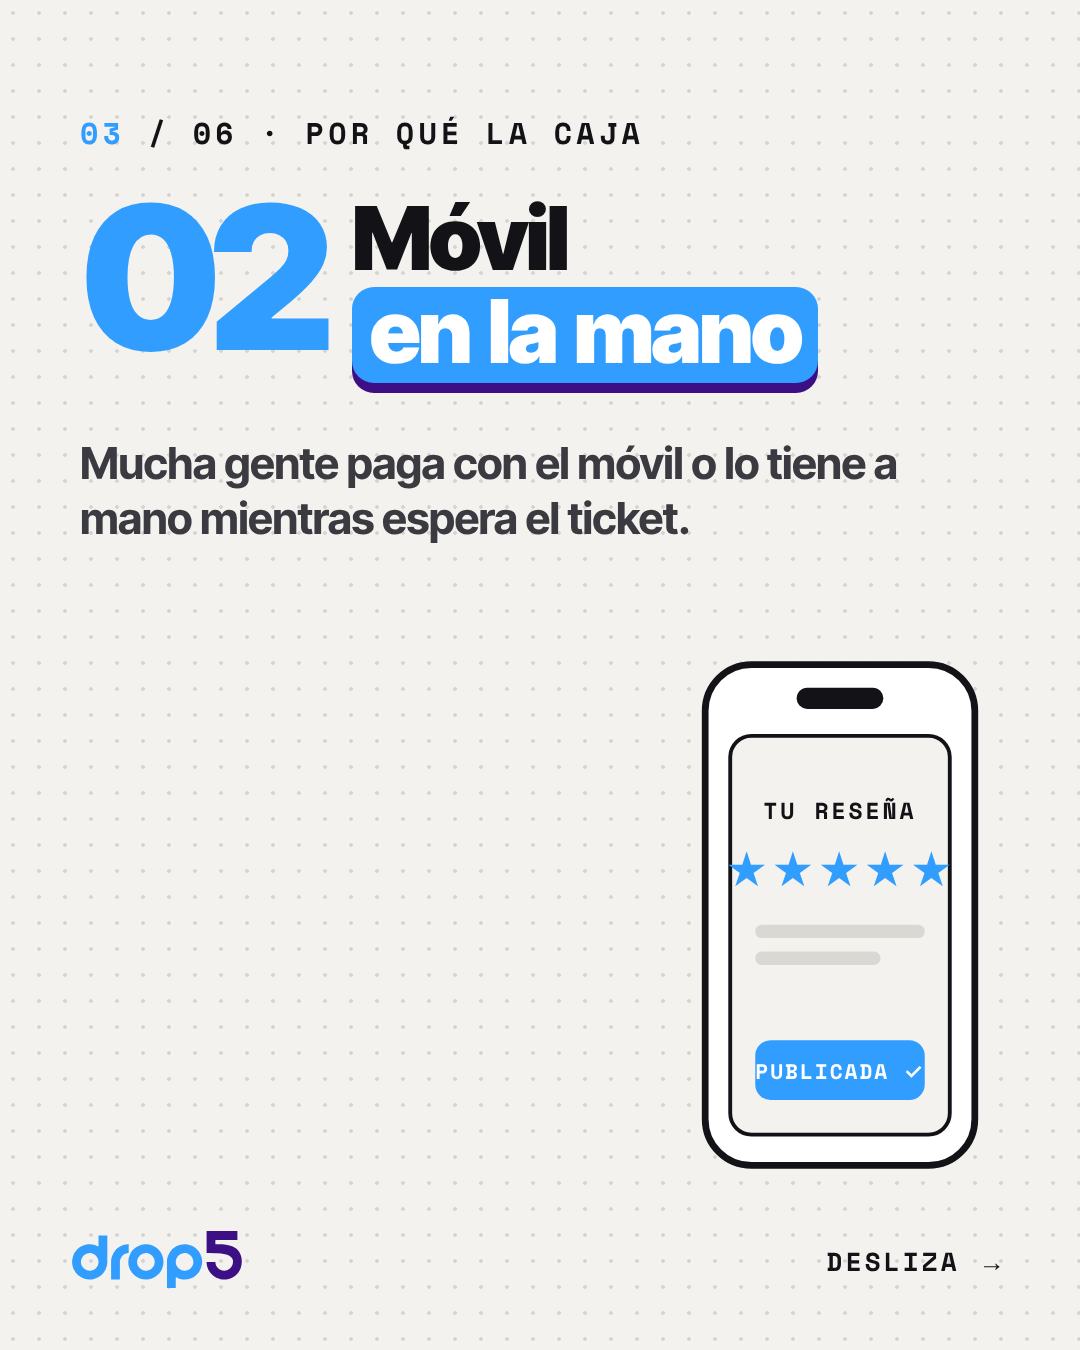 03 / 06 · POR QUÉ LA CAJA
02
Móvil
en la mano
Mucha gente paga con el móvil o lo tiene a
mano mientras espera el ticket.
TU RESEÑA
★★★★★
PUBLICADA ✓
drop5
DESLIZA →